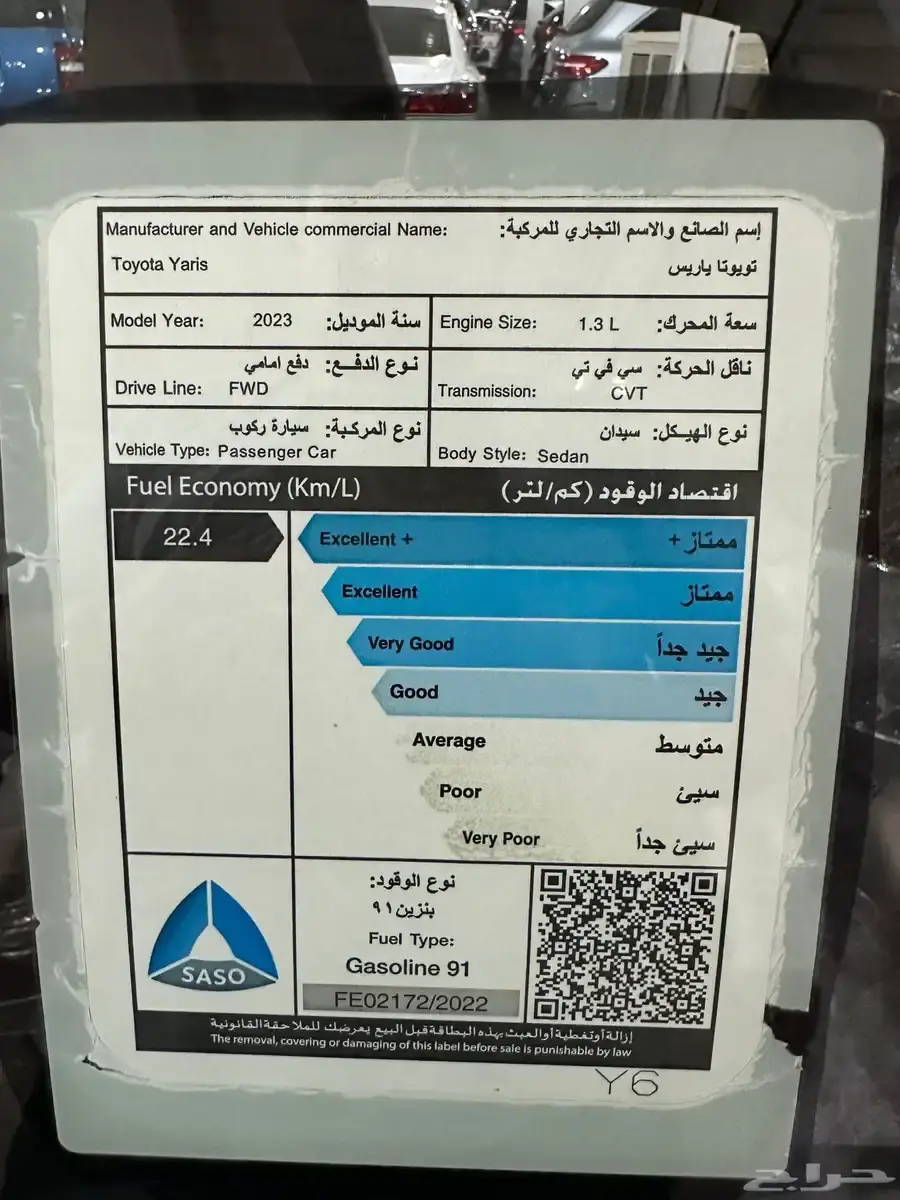 Manufacturer and Vehicle commercial Name: إسم الصانع والاسم التجاري للمركبة:
Toyota Yaris تويوتا ياريس
Model Year: 2023 سنة الموديل:
Engine Size: 1.3 L سعة المحرك:
نوع الدفع: دفع امامي
Drive Line: FWD
ناقل الحركة: سي في تي
Transmission: CVT
نوع المركبة: سيارة ركوب
Vehicle Type: Passenger Car
نوع الهيكل: سيدان
Body Style: Sedan
Fuel Economy (Km/L) اقتصاد الوقود (كم/لتر)
22.4
Excellent + ممتاز +
Excellent ممتاز
Very Good جيد جداً
Good جيد
Average متوسط
Poor سيئ
Very Poor سيئ جداً
SASO
نوع الوقود:
بنزين ٩١
Fuel Type:
Gasoline 91
FE02172/2022
إزالة أو تغطية أو العبث بهذه البطاقة قبل البيع يعرضك للملاحقة القانونية
The removal, covering or damaging of this label before sale is punishable by law
Y6
حراج